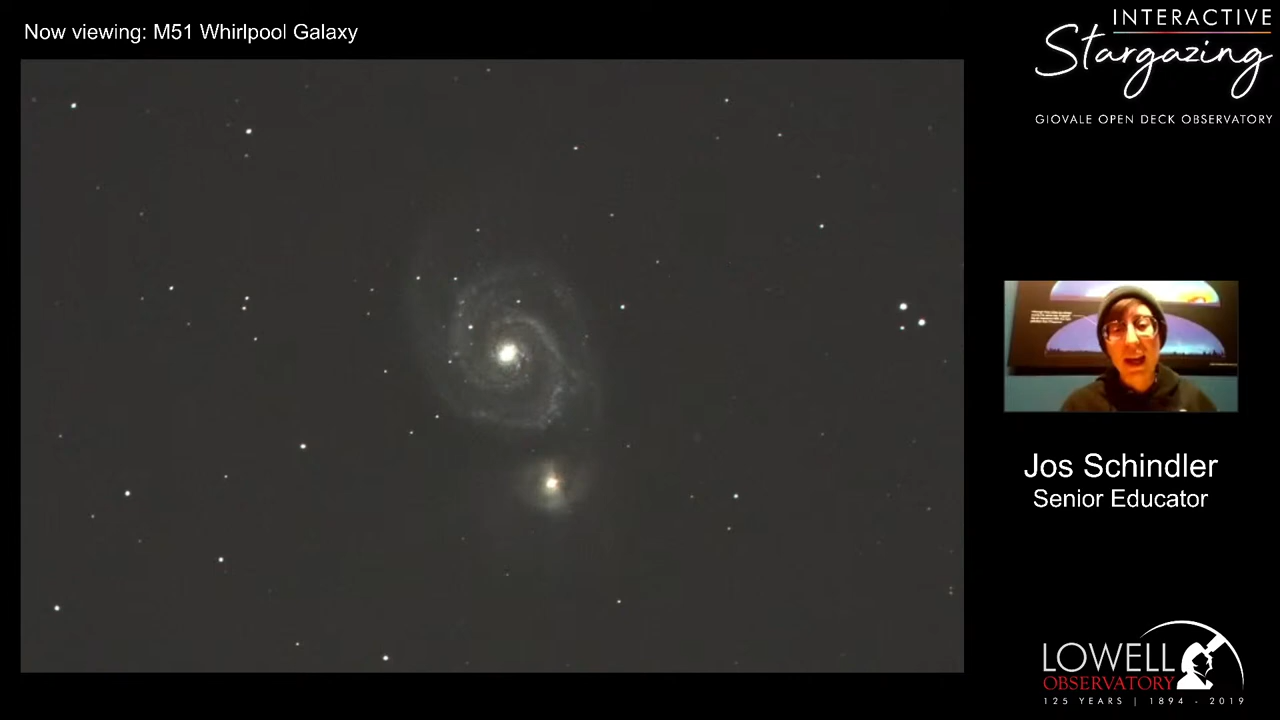 Now viewing: M51 Whirlpool Galaxy
INTERACTIVE
Stargazing
GIOVALE OPEN DECK OBSERVATORY
Jos Schindler
Senior Educator
LOWELL
OBSERVATORY
125 YEARS | 1894 - 2019